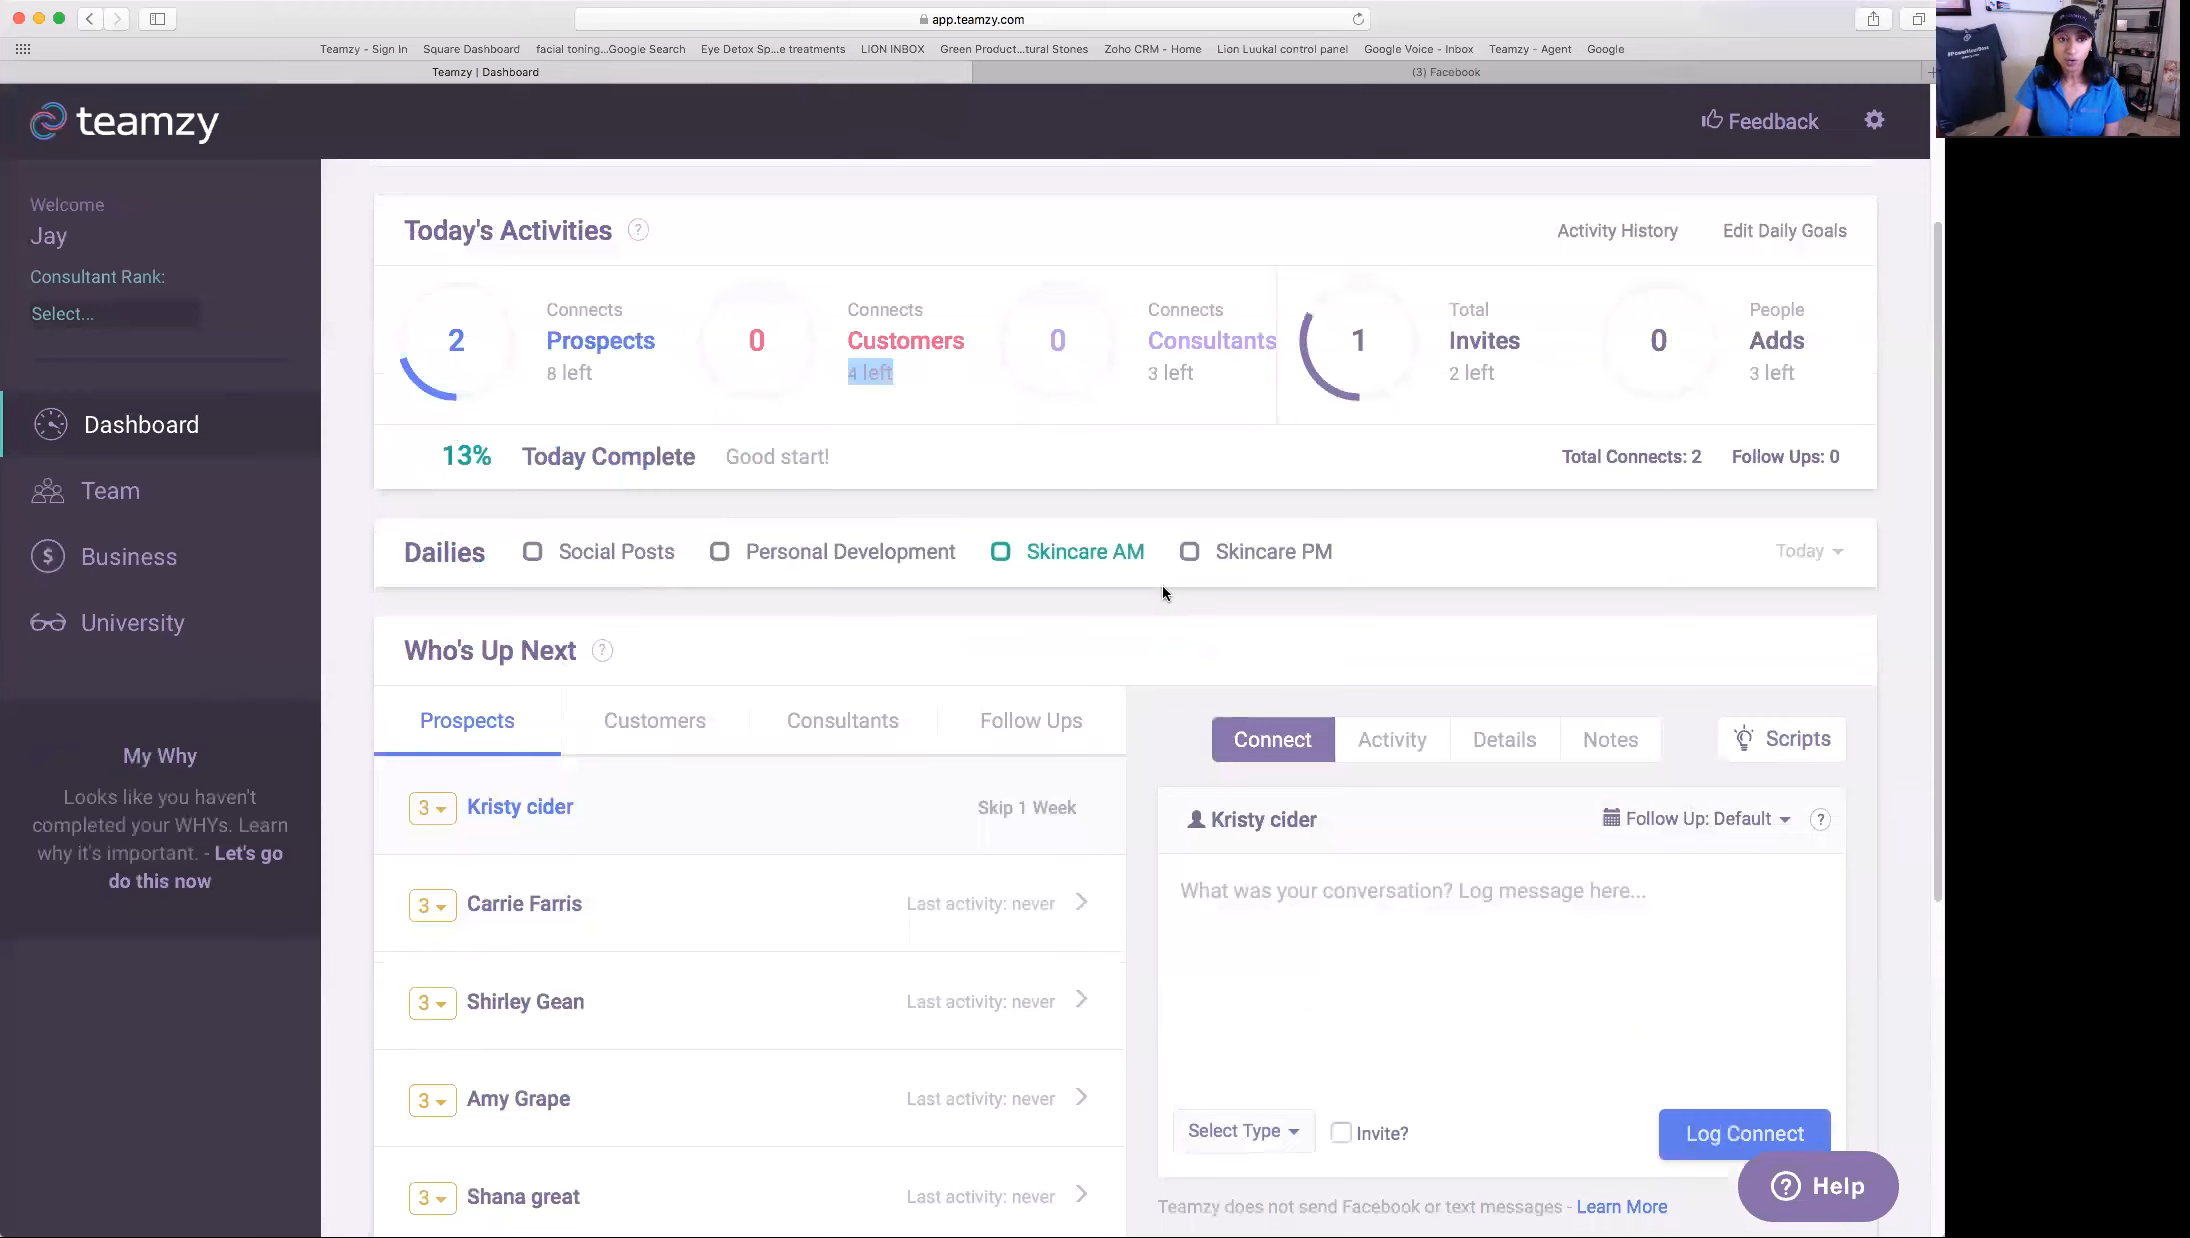 app.teamzy.com
Teamzy - Sign In Square Dashboard facial toning...Google Search Eye Detox Sp...e treatments LION INBOX Green Product...tural Stones Zoho CRM - Home Lion Luukal control panel Google Voice - Inbox Teamzy - Agent Google
Teamzy | Dashboard (3) Facebook
teamzy
Feedback
Welcome
Jay
Consultant Rank:
Select...
Dashboard
Team
Business
University
My Why
Looks like you haven't
completed your WHYs. Learn
why it's important. - Let's go
do this now
Today's Activities ?
Activity History Edit Daily Goals
2 Connects Prospects 8 left
0 Connects Customers 4 left
0 Connects Consultants 3 left
1 Total Invites 2 left
0 People Adds 3 left
13% Today Complete Good start!
Total Connects: 2 Follow Ups: 0
Dailies Social Posts Personal Development Skincare AM Skincare PM Today
Who's Up Next ?
Prospects Customers Consultants Follow Ups
3 Kristy cider Skip 1 Week
3 Carrie Farris Last activity: never
3 Shirley Gean Last activity: never
3 Amy Grape Last activity: never
3 Shana great Last activity: never
Connect Activity Details Notes Scripts
Kristy cider Follow Up: Default ?
What was your conversation? Log message here...
Select Type Invite? Log Connect
Teamzy does not send Facebook or text messages - Learn More
? Help